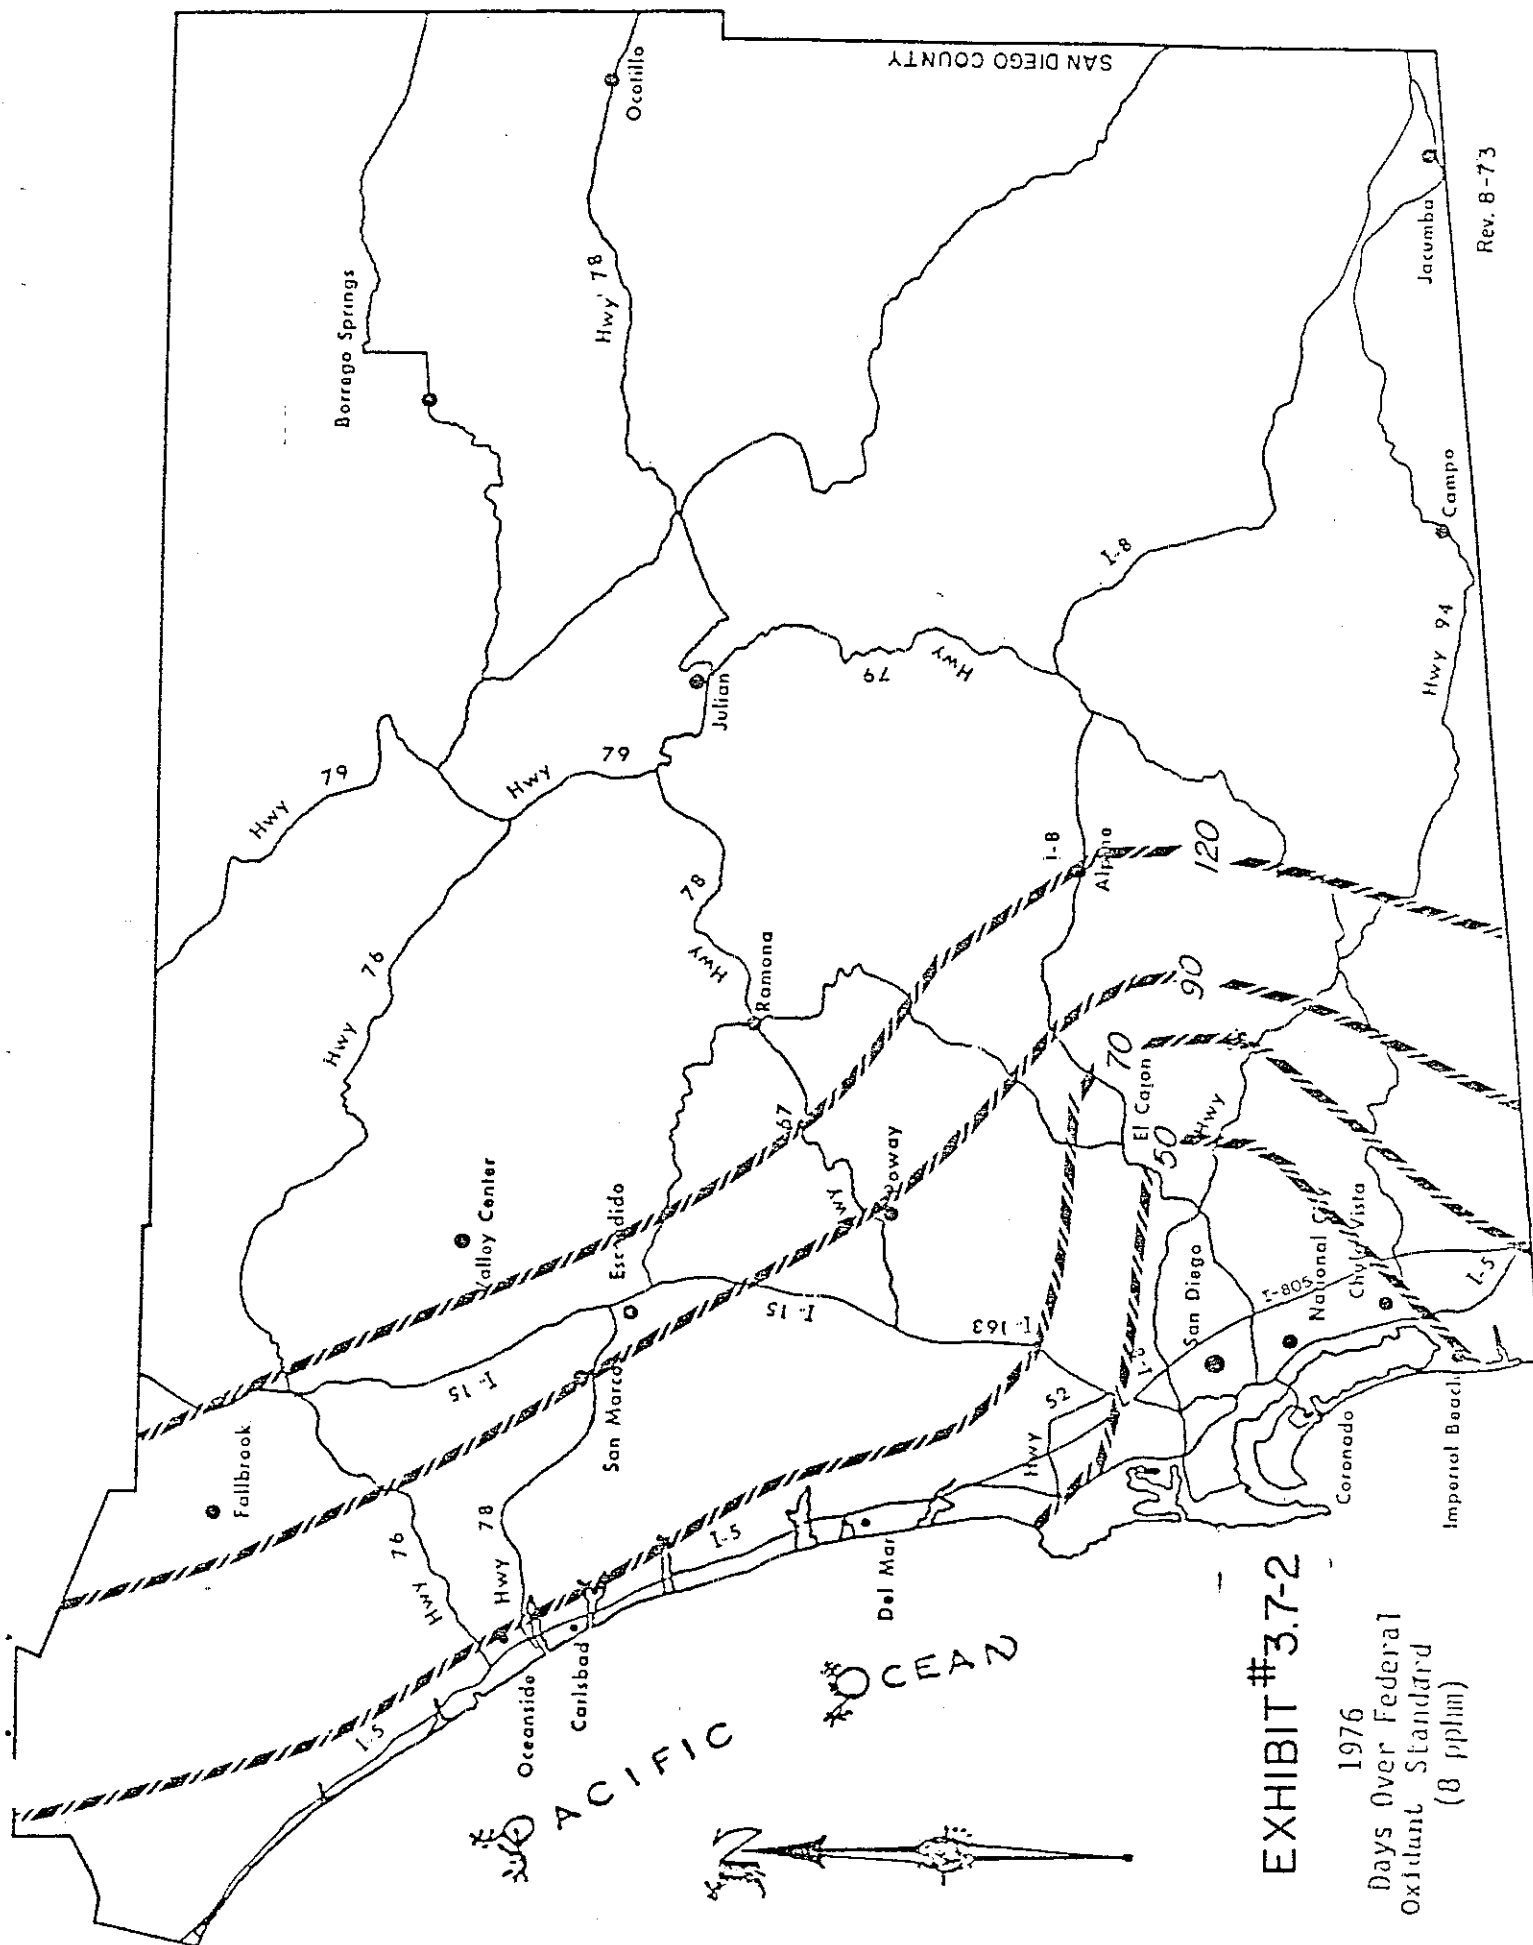 SAN DIEGO COUNTY
Ocotillo
Borrego Springs
Hwy 78
Hwy 79
Hwy 76
Hwy 79
Julian
Hwy 78
Ramona
Hwy 79
I-8
I-8
Alpine
120
90
70
50
El Cajon
Hwy
Hwy 94
Campo
Jacumba
Rev. 8-73
Fallbrook
Valley Center
Escondido
San Marcos
I-15
I-15
Hwy 76
Hwy 78
67
Poway
I-163
Hwy 52
I-8
San Diego
I-805
National City
Chula Vista
I-5
I-5
I-5
Oceanside
Carlsbad
Del Mar
Coronado
Imperial Beach
PACIFIC
OCEAN
N
EXHIBIT #3.7-2
1976
Days Over Federal
Oxidant Standard
(8 pphm)